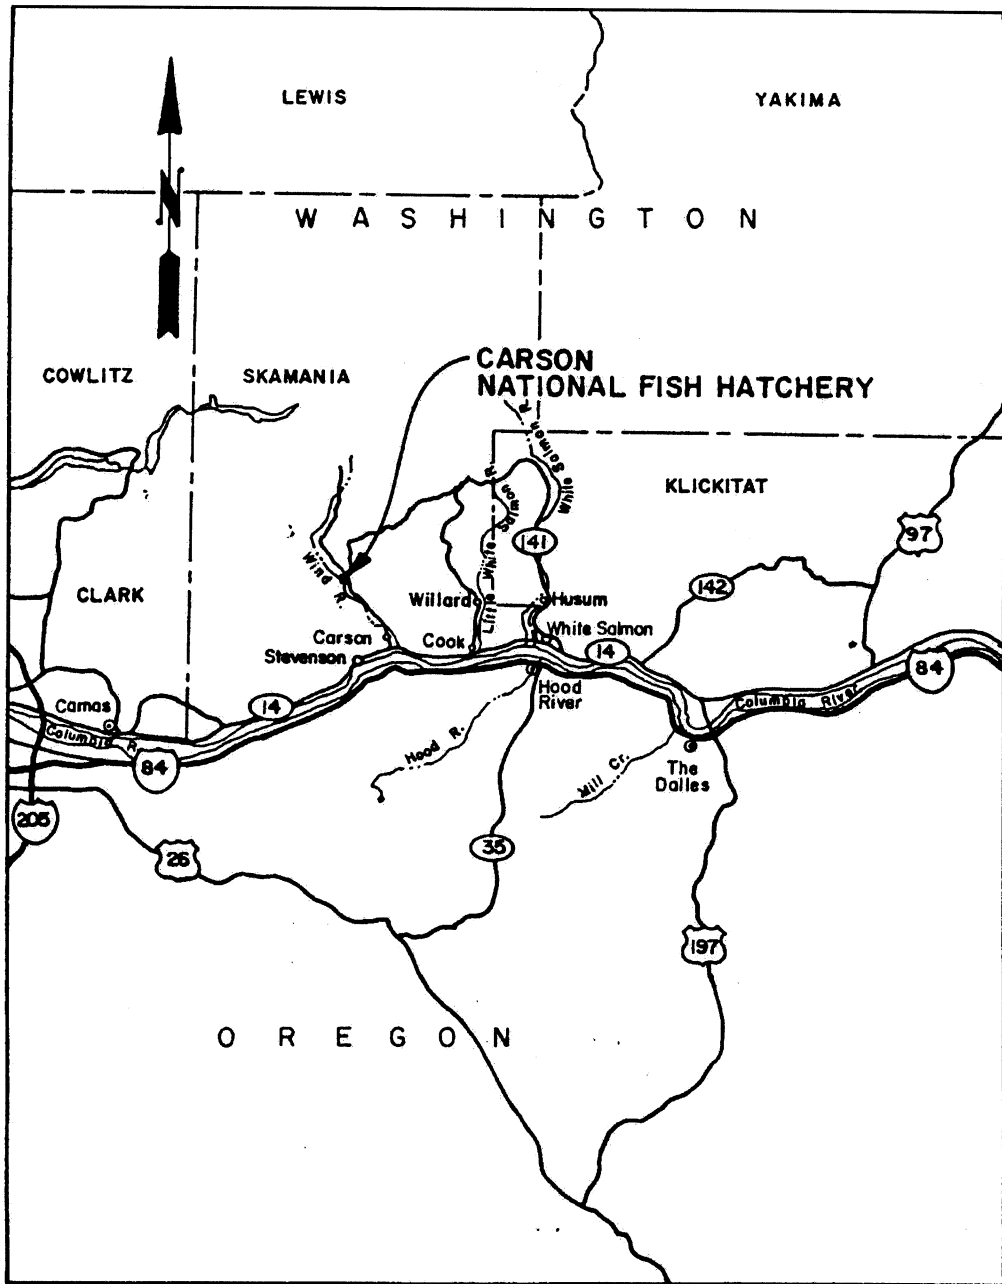 LEWIS
YAKIMA
N
WASHINGTON
CARSON
NATIONAL FISH HATCHERY
COWLITZ
SKAMANIA
White Salmon R.
KLICKITAT
White Salmon
Little White Salmon R.
141
97
142
Wind R.
CLARK
Willard
Husum
Carson
Cook
White Salmon
Stevenson
14
84
Hood
River
Columbia River
Camas
14
Columbia R.
Hood R.
84
The
Dalles
Mill Cr.
205
26
35
197
OREGON